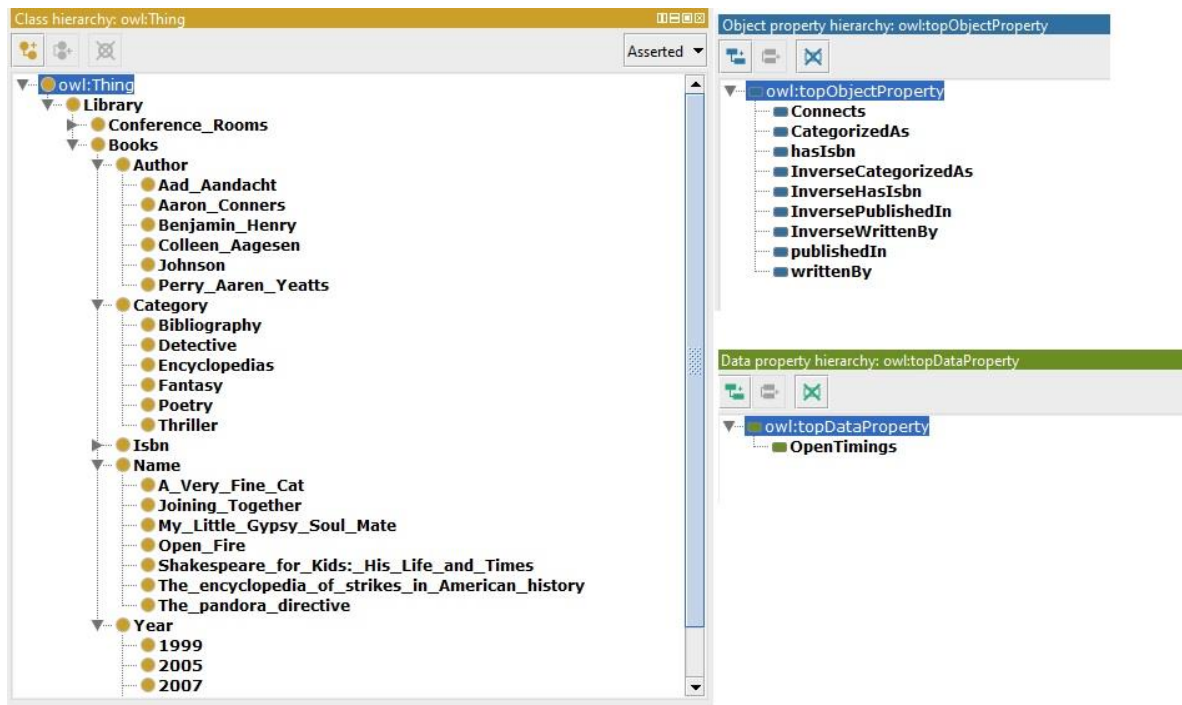 Class hierarchy: owl:Thing
Asserted
owl:Thing
Library
Conference_Rooms
Books
Author
Aad_Aandacht
Aaron_Conners
Benjamin_Henry
Colleen_Aagesen
Johnson
Perry_Aaren_Yeatts
Category
Bibliography
Detective
Encyclopedias
Fantasy
Poetry
Thriller
Isbn
Name
A_Very_Fine_Cat
Joining_Together
My_Little_Gypsy_Soul_Mate
Open_Fire
Shakespeare_for_Kids:_His_Life_and_Times
The_encyclopedia_of_strikes_in_American_history
The_pandora_directive
Year
1999
2005
2007
Object property hierarchy: owl:topObjectProperty
owl:topObjectProperty
Connects
CategorizedAs
hasIsbn
InverseCategorizedAs
InverseHasIsbn
InversePublishedIn
InverseWrittenBy
publishedIn
writtenBy
Data property hierarchy: owl:topDataProperty
owl:topDataProperty
OpenTimings